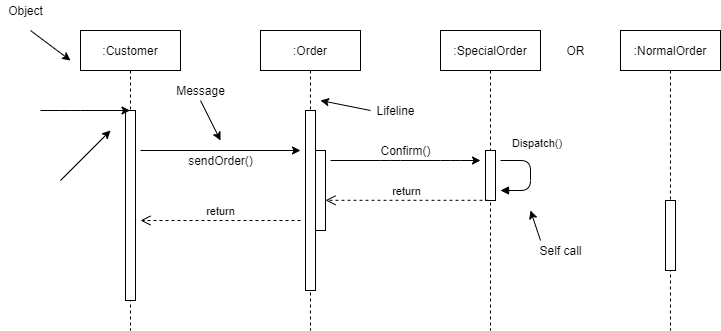 Object
:Customer
:Order
:SpecialOrder
OR
:NormalOrder
Message
Lifeline
sendOrder()
Confirm()
Dispatch()
return
return
Self call